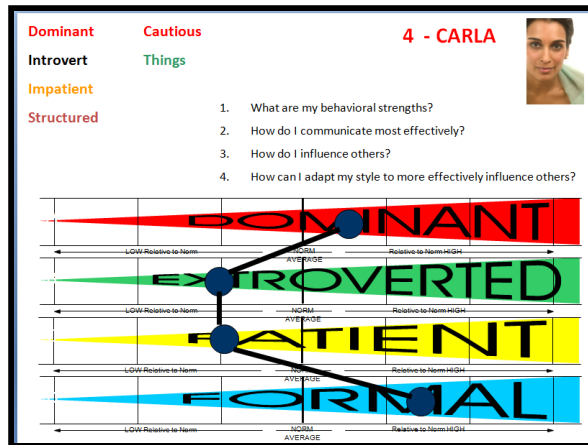 Dominant Cautious
4 - CARLA
Introvert Things
Impatient
Structured
1. What are my behavioral strengths?
2. How do I communicate most effectively?
3. How do I influence others?
4. How can I adapt my style to more effectively influence others?
DOMINANT
LOW Relative to Norm NORM AVERAGE Relative to Norm HIGH
EXTROVERTED
LOW Relative to Norm NORM AVERAGE Relative to Norm HIGH
PATIENT
LOW Relative to Norm NORM AVERAGE Relative to Norm HIGH
FORMAL
LOW Relative to Norm NORM AVERAGE Relative to Norm HIGH